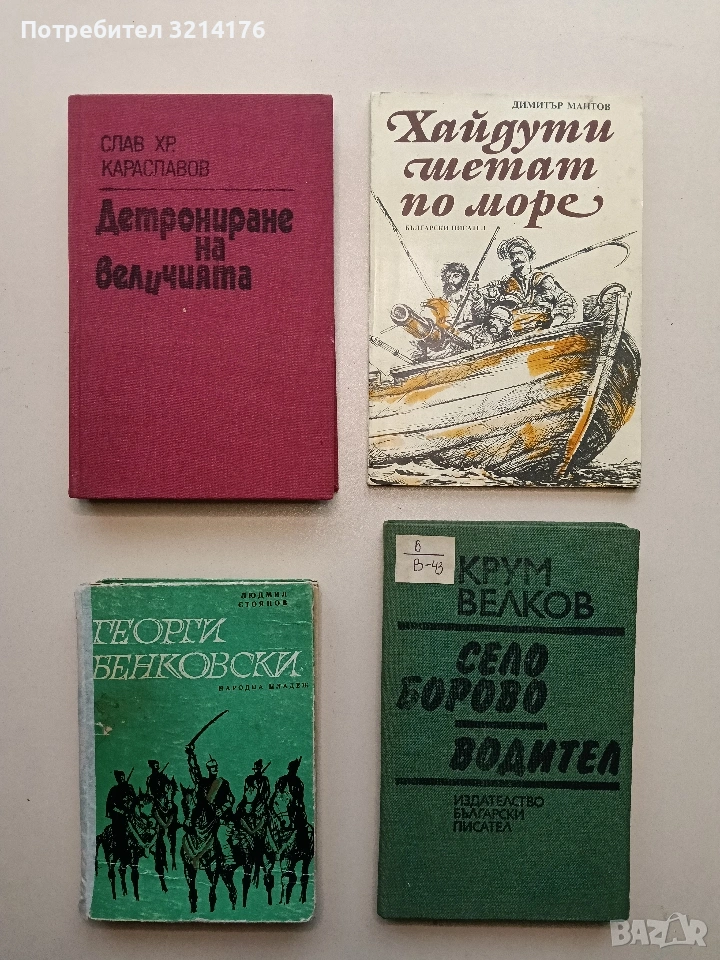 Потребител 3214176
СЛАВ ХР.
КАРАСЛАВОВ
Детрониране
на
величията
ДИМИТЪР МАНТОВ
Хайдути
шетат
по море
БЪЛГАРСКИ ПИСАТЕЛ
ЛЮДМИЛ
СТОЯНОВ
ГЕОРГИ
БЕНКОВСКИ
НАРОДНА МЛАДЕЖ
В
В-43
КРУМ
ВЕЛКОВ
СЕЛО
БОРОВО
ВОДИТЕЛ
ИЗДАТЕЛСТВО
БЪЛГАРСКИ
ПИСАТЕЛ
BAZAR